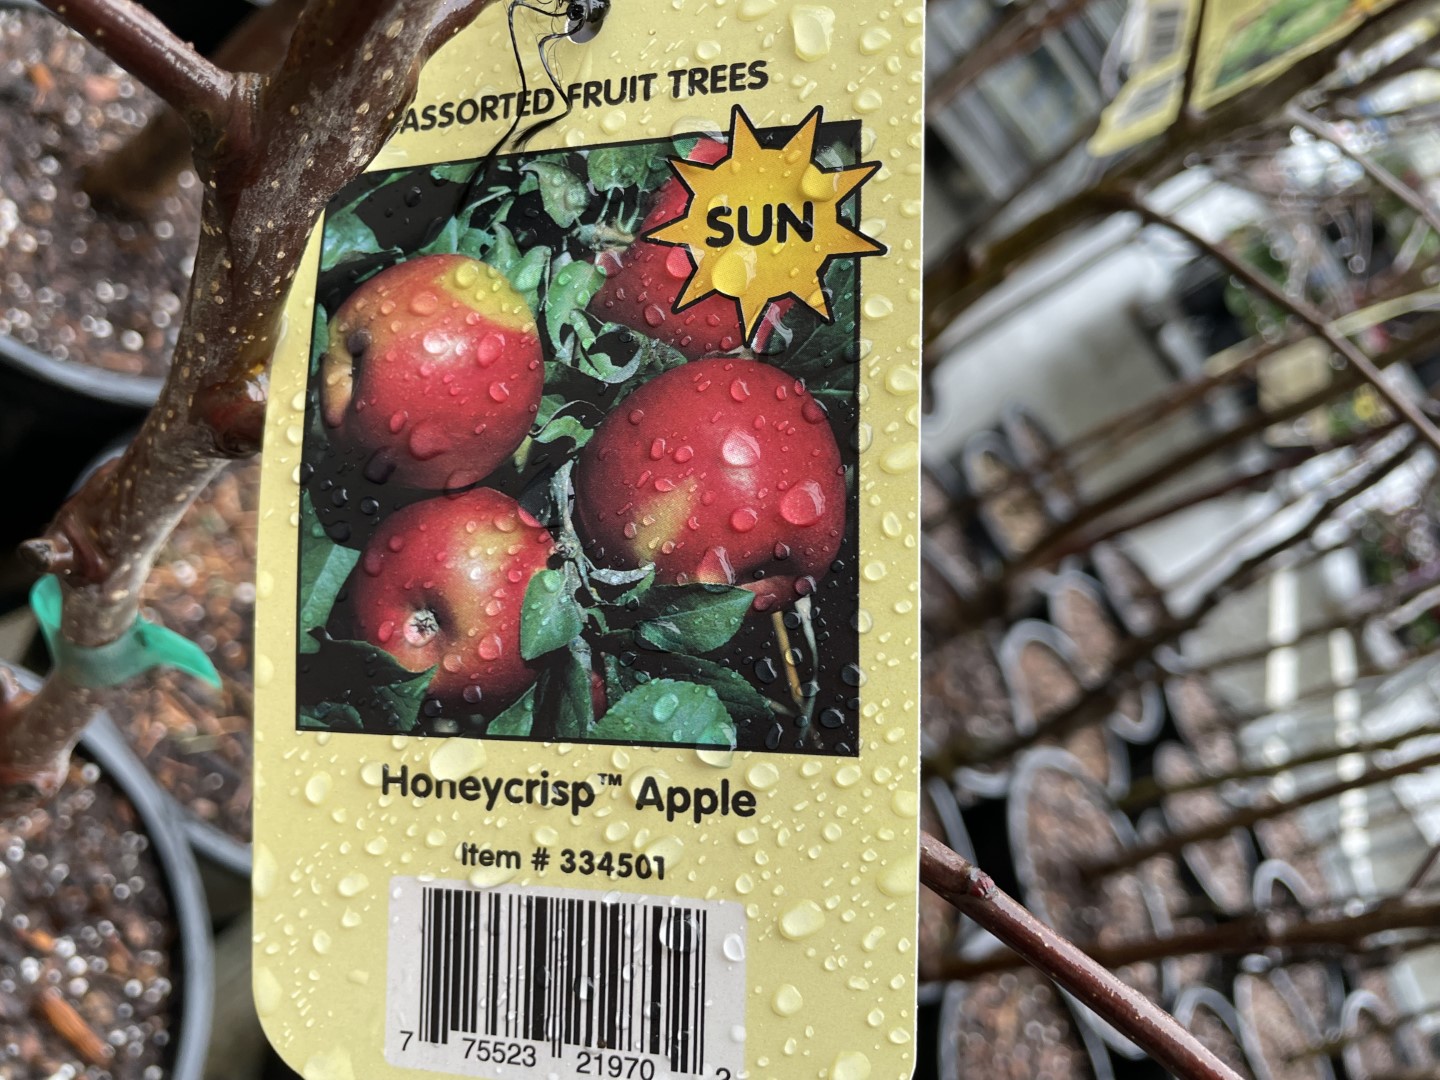 ASSORTED FRUIT TREES
SUN
Honeycrisp™ Apple
Item # 334501
7 75523 21970 2